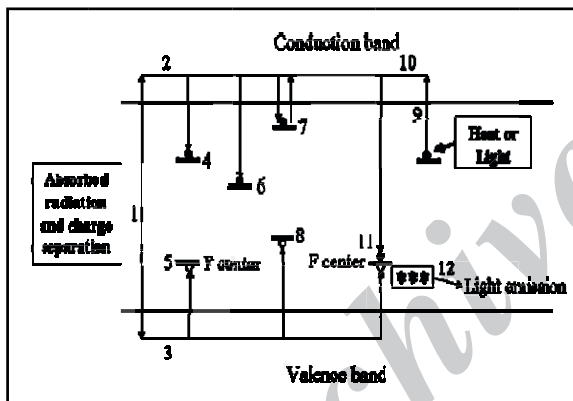 Conduction band
2
10
7
9
Heat or
Light
4
6
Absorbed
radiation
and charge
separation
1
8
11
5
F center
F center
12
***
Light emission
3
Valence band
Archive